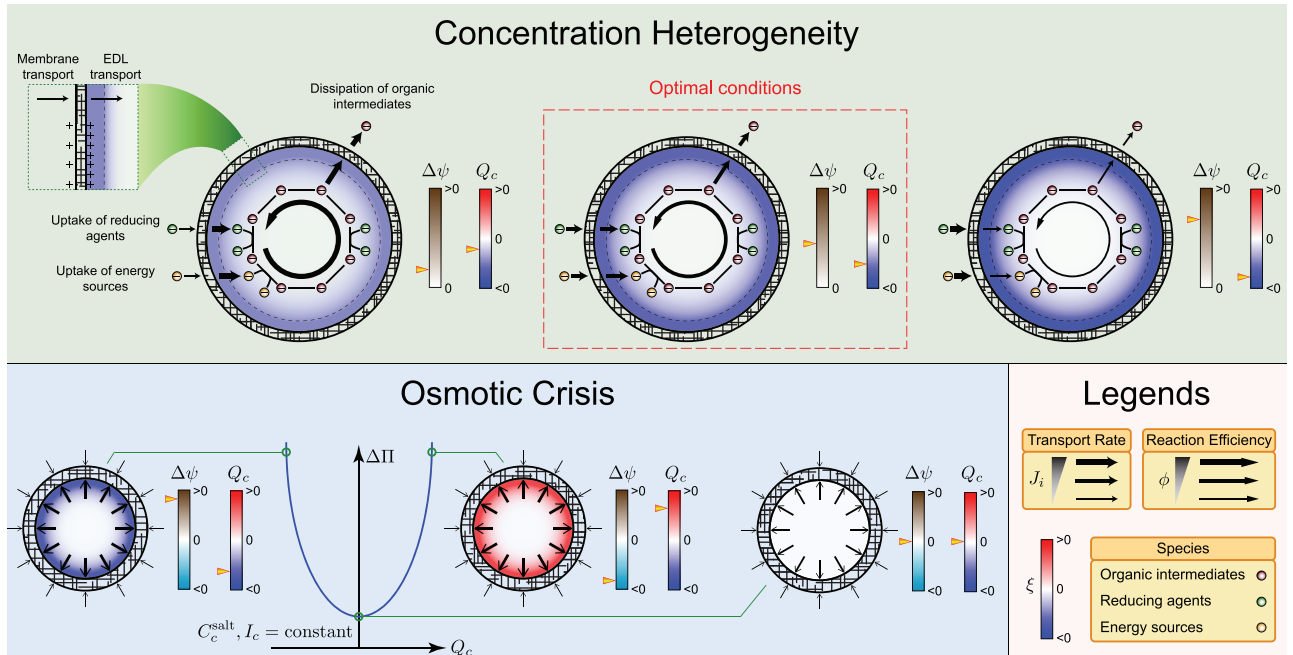 Concentration Heterogeneity
Membrane
transport
EDL
transport
Dissipation of organic
intermediates
Optimal conditions
Uptake of reducing
agents
Uptake of energy
sources
+
+
+
+
+
+
+
+
+
+
+
+
Δψ
Q_c
>0
>0
0
0
<0
Δψ
Q_c
>0
>0
0
0
<0
Δψ
Q_c
>0
>0
0
0
<0
Osmotic Crisis
Δψ
Q_c
>0
>0
0
0
<0
<0
ΔΠ
C_c^salt, I_c = constant
Q_c
Δψ
Q_c
>0
>0
0
0
<0
<0
Δψ
Q_c
>0
>0
0
0
<0
<0
Legends
Transport Rate
J_i
Reaction Efficiency
ϕ
ξ
>0
0
<0
Species
Organic intermediates
Reducing agents
Energy sources